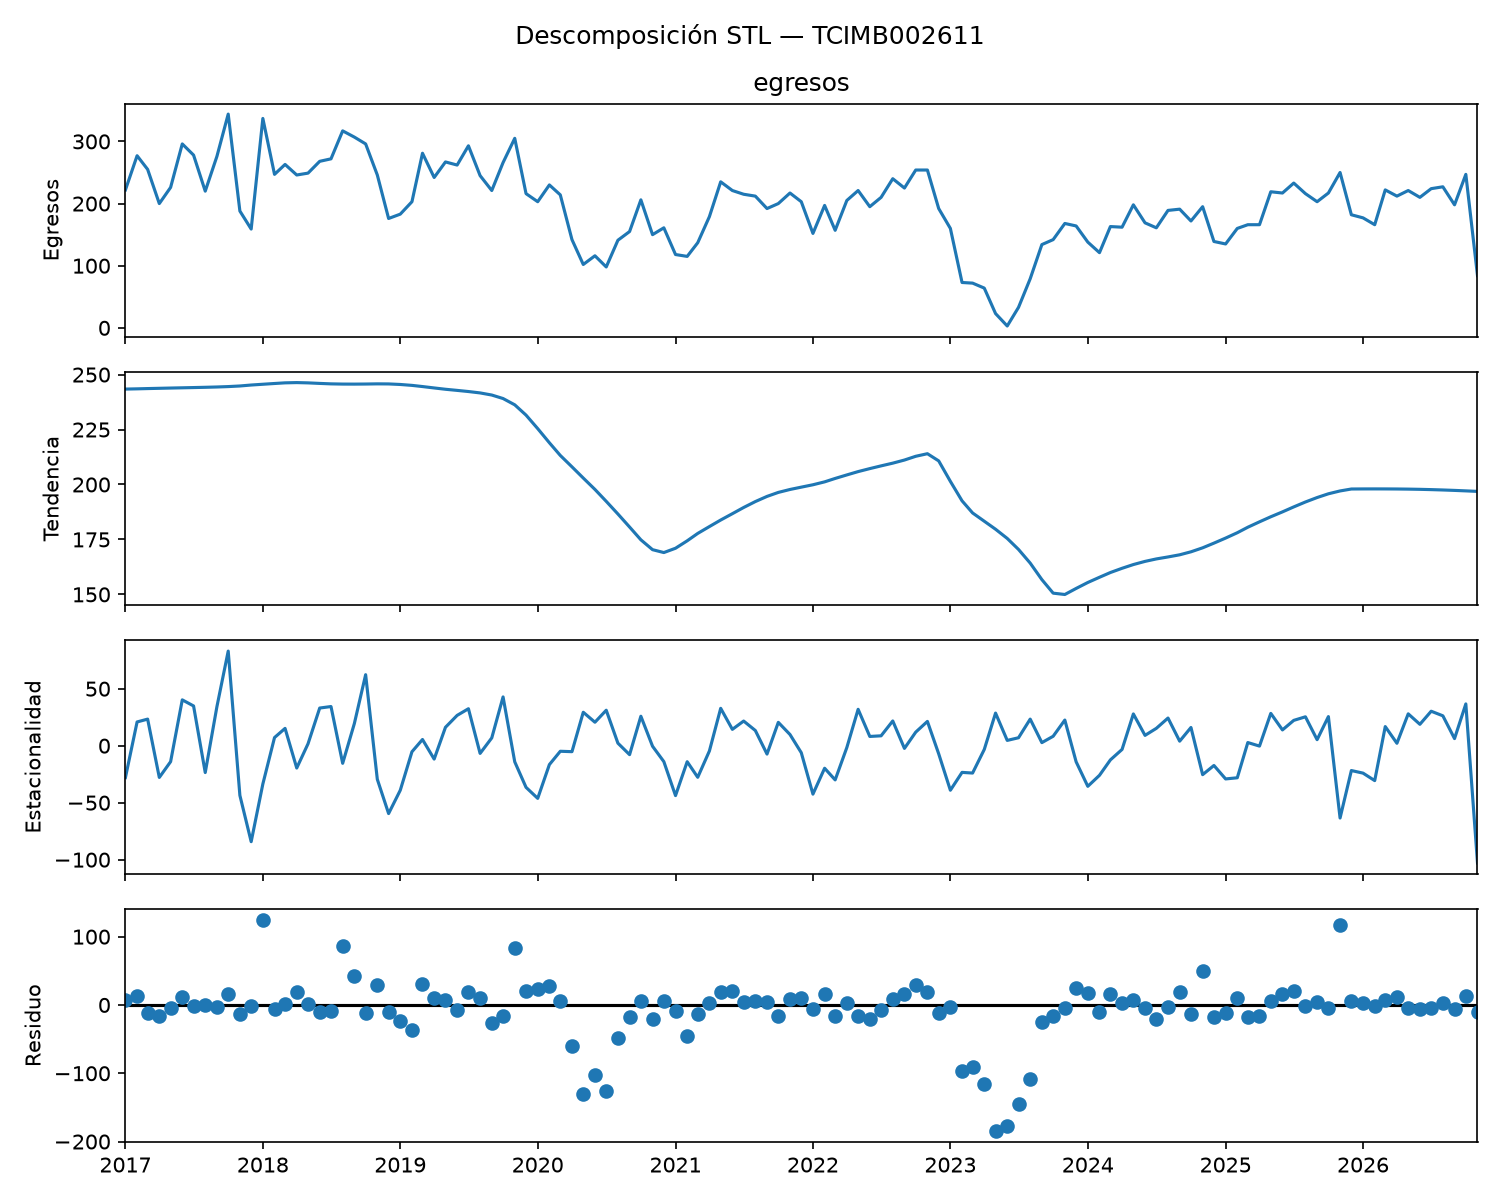 Descomposición STL — TCIMB002611
egresos
Egresos
300
200
100
0
Tendencia
250
225
200
175
150
Estacionalidad
50
0
−50
−100
Residuo
100
0
−100
−200
2017 2018 2019 2020 2021 2022 2023 2024 2025 2026